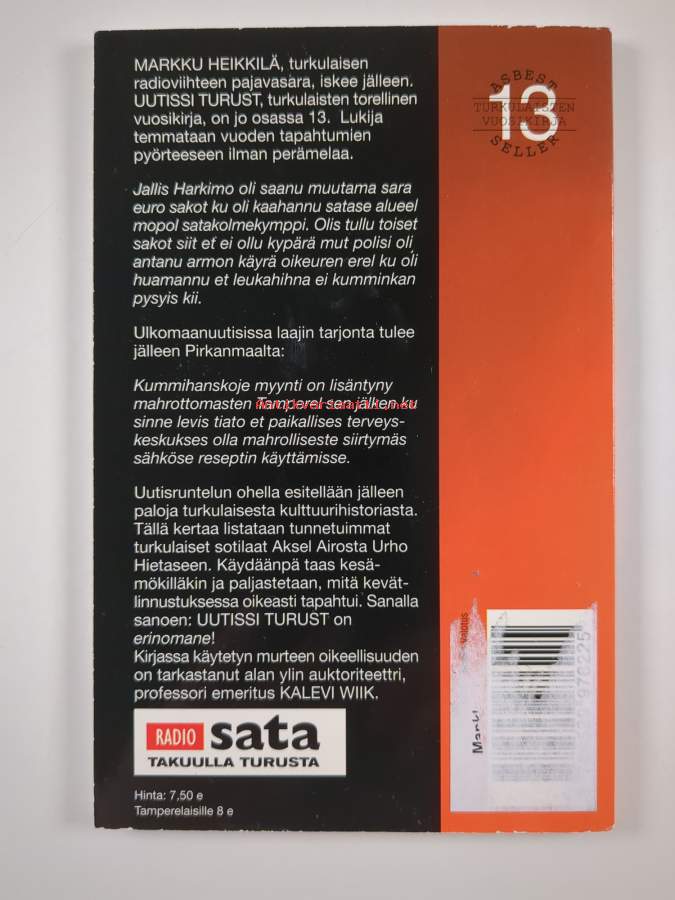 MARKKU HEIKKILÄ, turkulaisen
radioviihteen pajavasara, iskee jälleen.
UUTISSI TURUST, turkulaisten torellinen
vuosikirja, on jo osassa 13. Lukija
temmataan vuoden tapahtumien
pyörteeseen ilman perämelaa.
Jallis Harkimo oli saanu muutama sara
euro sakot ku oli kaahannu satase alueel
mopol satakolmekymppi. Olis tullu toiset
sakot siit et ei ollu kypärä mut polisi oli
antanu armon käyrä oikeuren erel ku oli
huamannu et leukahihna ei kumminkan
pysyis kii.
Ulkomaanuutisissa laajin tarjonta tulee
jälleen Pirkanmaalta:
Kummihanskoje myynti on lisäntyny
mahrottomasten Tamperel sen jälken ku
sinne levis tiato et paikallises terveys-
keskukses olla mahrolliseste siirtymäs
sähköse reseptin käyttämisse.
Uutisruntelun ohella esitellään jälleen
paloja turkulaisesta kulttuurihistoriasta.
Tällä kertaa listataan tunnetuimmat
turkulaiset sotilaat Aksel Airosta Urho
Hietaseen. Käydäänpä taas kesä-
mökilläkin ja paljastetaan, mitä kevät-
linnustuksessa oikeasti tapahtui. Sanalla
sanoen: UUTISSI TURUST on
erinomane!
Kirjassa käytetyn murteen oikeellisuuden
on tarkastanut alan ylin auktoriteettri,
professori emeritus KALEVI WIIK.
RADIO sata
TAKUULLA TURUSTA
Hinta: 7,50 e
Tamperelaisille 8 e
ASBEST
13
TURKULAISTEN
VUOSIKIRJA
SELLER